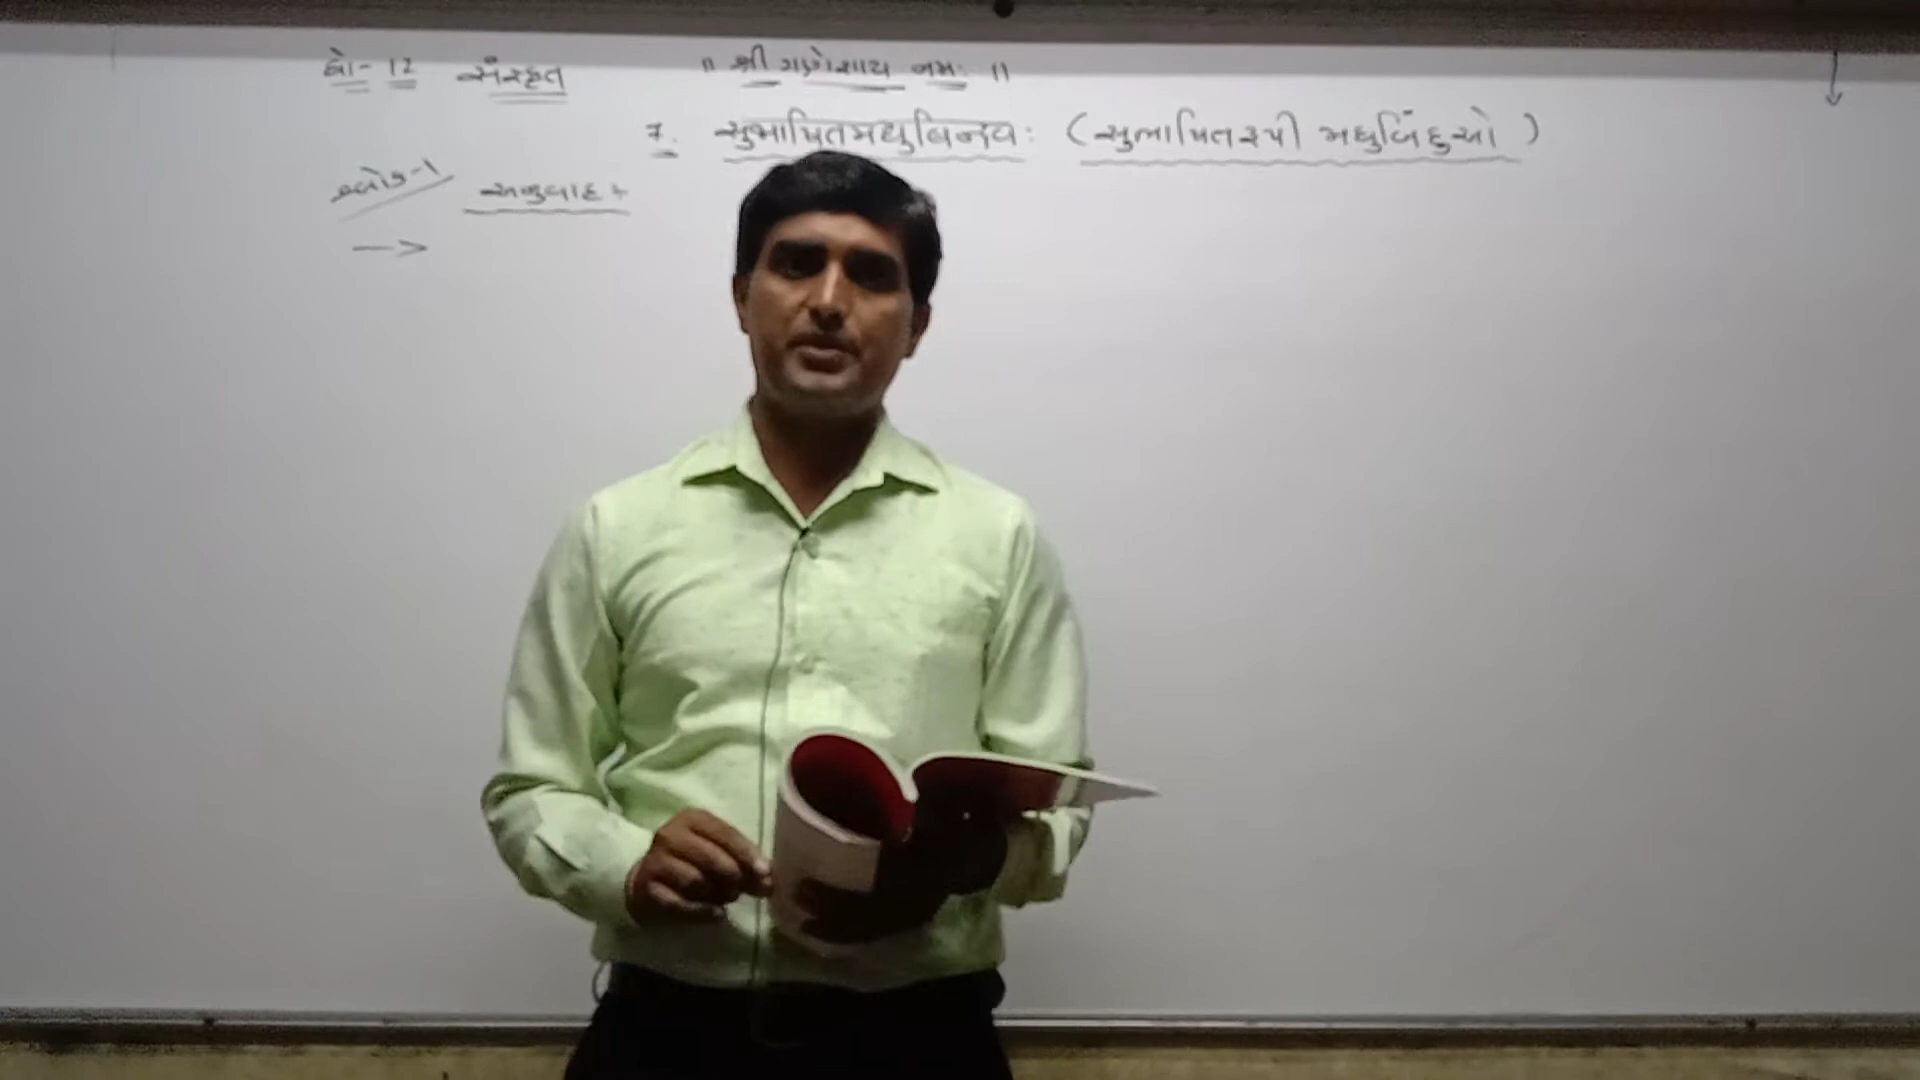 ધો- 12 સંસ્કૃત ॥ શ્રી ગણેશાય નમઃ ॥
7. સુભાષિતમધુબિન્દવઃ (સુભાષિતરૂપી મધુબિંદુઓ)
શ્લોક-1 અનુવાદ :
→